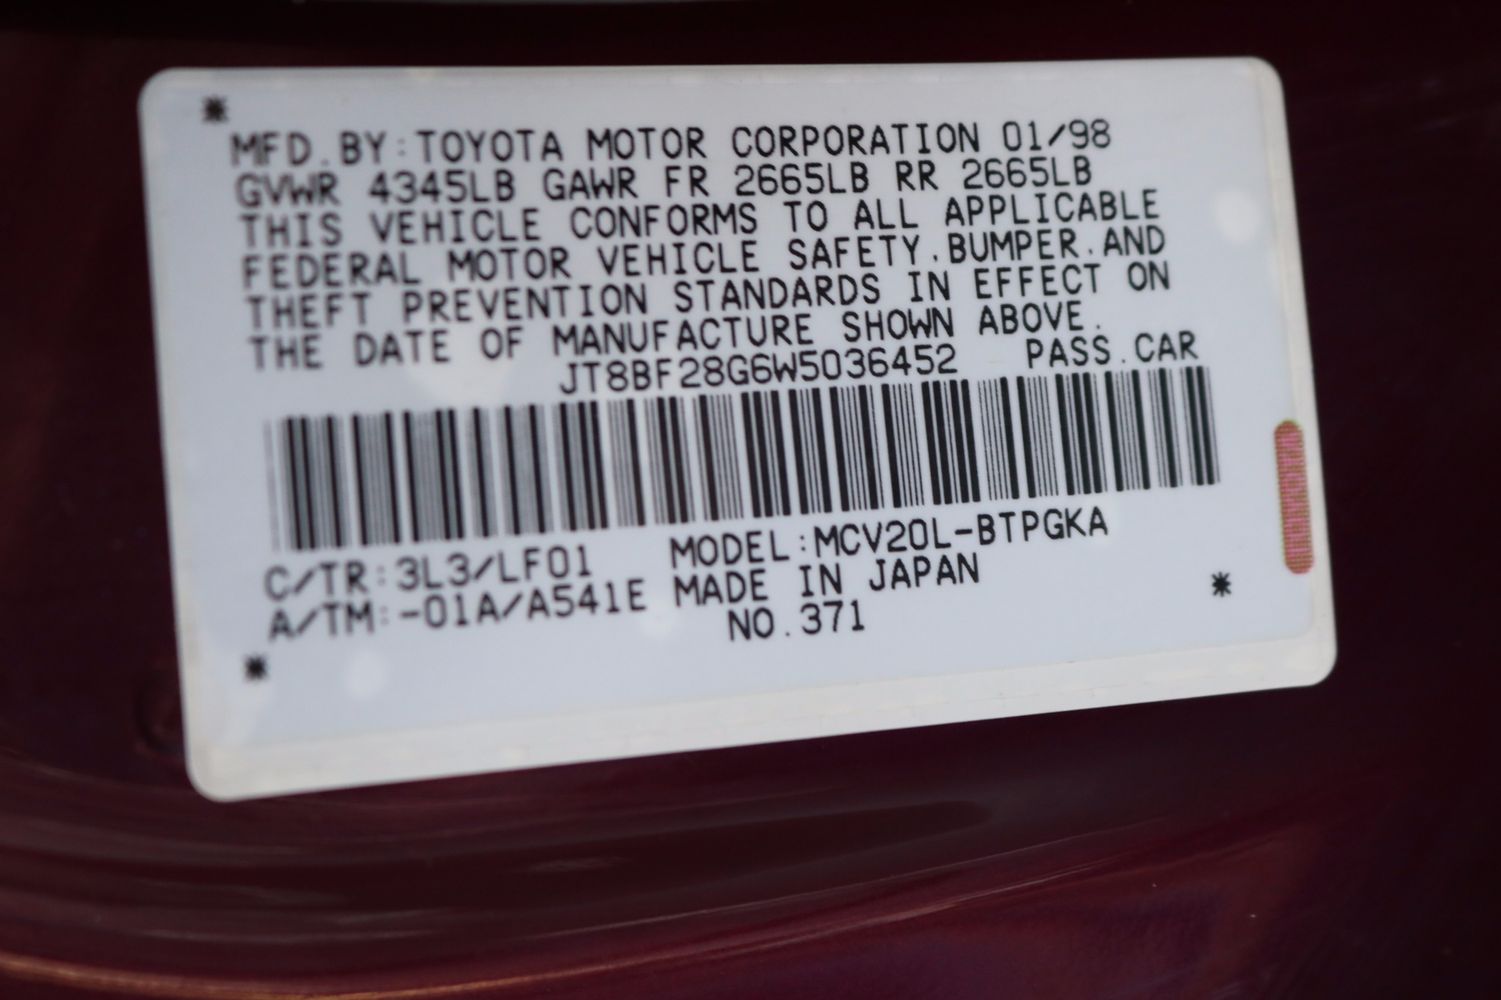 MFD.BY:TOYOTA MOTOR CORPORATION 01/98
GVWR 4345LB GAWR FR 2665LB RR 2665LB
THIS VEHICLE CONFORMS TO ALL APPLICABLE
FEDERAL MOTOR VEHICLE SAFETY.BUMPER.AND
THEFT PREVENTION STANDARDS IN EFFECT ON
THE DATE OF MANUFACTURE SHOWN ABOVE.
JT8BF28G6W5036452 PASS.CAR
C/TR:3L3/LF01 MODEL:MCV20L-BTPGKA
A/TM:-01A/A541E MADE IN JAPAN
NO.371